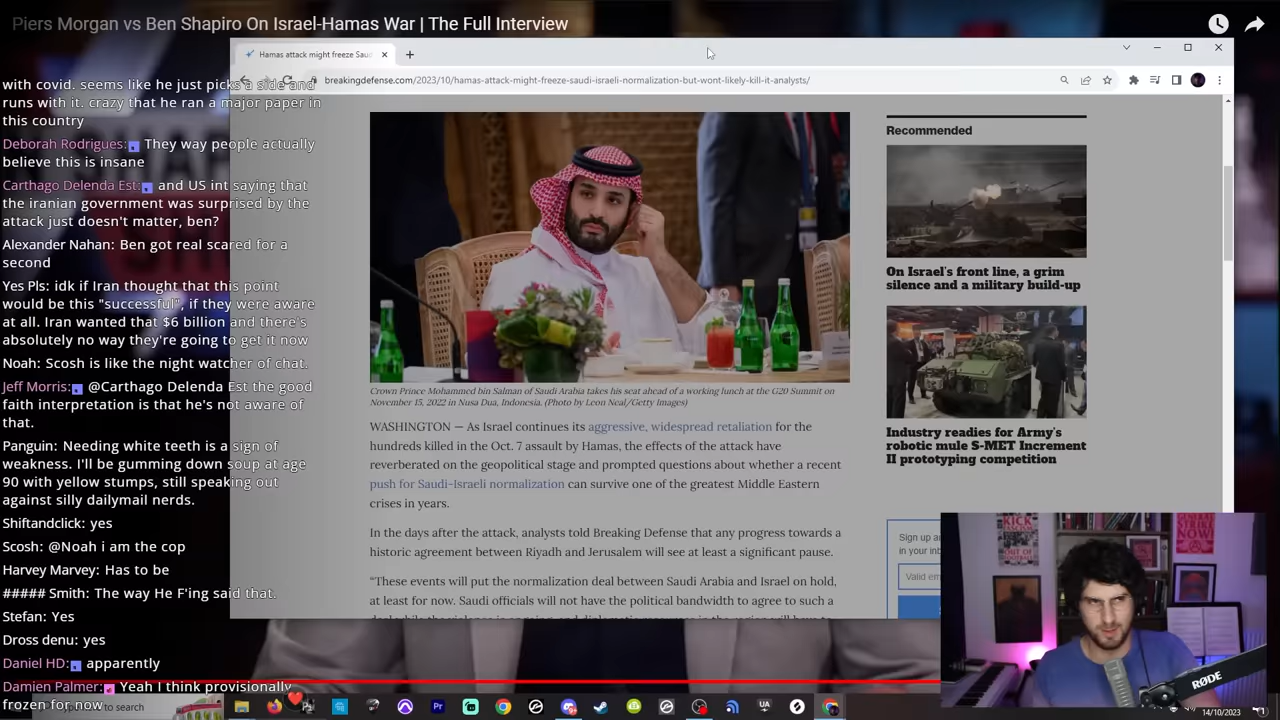 Piers Morgan vs Ben Shapiro On Israel-Hamas War | The Full Interview
Hamas attack might freeze Saud
breakingdefense.com/2023/10/hamas-attack-might-freeze-saudi-israeli-normalization-but-wont-likely-kill-it-analysts/
with covid. seems like he just picks a side and
runs with it. crazy that he ran a major paper in
this country
Deborah Rodrigues: They way people actually
believe this is insane
Carthago Delenda Est: and US int saying that
the iranian government was surprised by the
attack just doesn't matter, ben?
Alexander Nahan: Ben got real scared for a
second
Yes Pls: idk if Iran thought that this point
would be this "successful", if they were aware
at all. Iran wanted that $6 billion and there's
absolutely no way they're going to get it now
Noah: Scosh is like the night watcher of chat.
Jeff Morris: @Carthago Delenda Est the good
faith interpretation is that he's not aware of
that.
Panguin: Needing white teeth is a sign of
weakness. I'll be gumming down soup at age
90 with yellow stumps, still speaking out
against silly dailymail nerds.
Shiftandclick: yes
Scosh: @Noah i am the cop
Harvey Marvey: Has to be
##### Smith: The way He F'ing said that.
Stefan: Yes
Dross denu: yes
Daniel HD: apparently
Damien Palmer: Yeah I think provisionally
frozen for now
Crown Prince Mohammed bin Salman of Saudi Arabia takes his seat ahead of a working lunch at the G20 Summit on
November 15, 2022 in Nusa Dua, Indonesia. (Photo by Leon Neal/Getty Images)
WASHINGTON — As Israel continues its aggressive, widespread retaliation for the
hundreds killed in the Oct. 7 assault by Hamas, the effects of the attack have
reverberated on the geopolitical stage and prompted questions about whether a recent
push for Saudi-Israeli normalization can survive one of the greatest Middle Eastern
crises in years.
In the days after the attack, analysts told Breaking Defense that any progress towards a
historic agreement between Riyadh and Jerusalem will see at least a significant pause.
“These events will put the normalization deal between Saudi Arabia and Israel on hold,
at least for now. Saudi officials will not have the political bandwidth to agree to such a
Recommended
On Israel's front line, a grim
silence and a military build-up
Industry readies for Army's
robotic mule S-MET Increment
II prototyping competition
Sign up
in your in
Valid em
KICK
FASCISM
OUT OF
FOOTBALL
STRIKE
NOW!
RØDE
to search
Pr
UA
14/10/2023